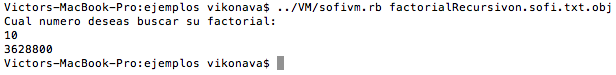 Victors-MacBook-Pro:ejemplos vikonava$ ../VM/sofivm.rb factorialRecursivon.sofi.txt.obj
Cual numero deseas buscar su factorial:
10
3628800
Victors-MacBook-Pro:ejemplos vikonava$